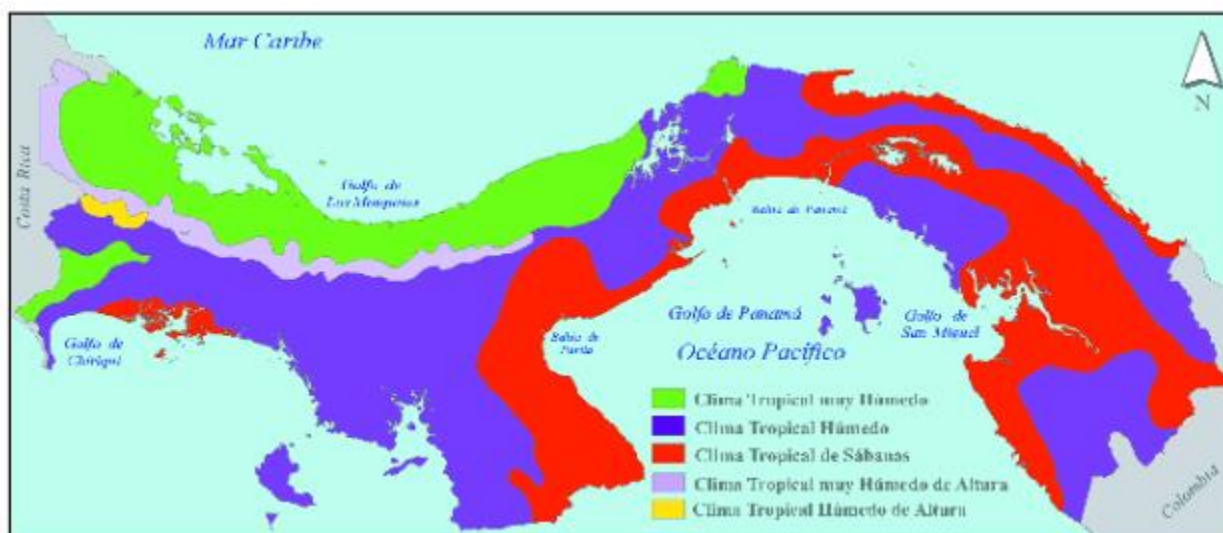 Mar Caribe
N
Costa Rica
Golfo de
Los Mosquitos
Bahía de Panamá
Golfo de Panamá
Golfo de
San Miguel
Golfo de
Chiriquí
Bahía de
Parita
Océano Pacífico
Clima Tropical muy Húmedo
Clima Tropical Húmedo
Clima Tropical de Sábanas
Clima Tropical muy Húmedo de Altura
Clima Tropical Húmedo de Altura
Colombia